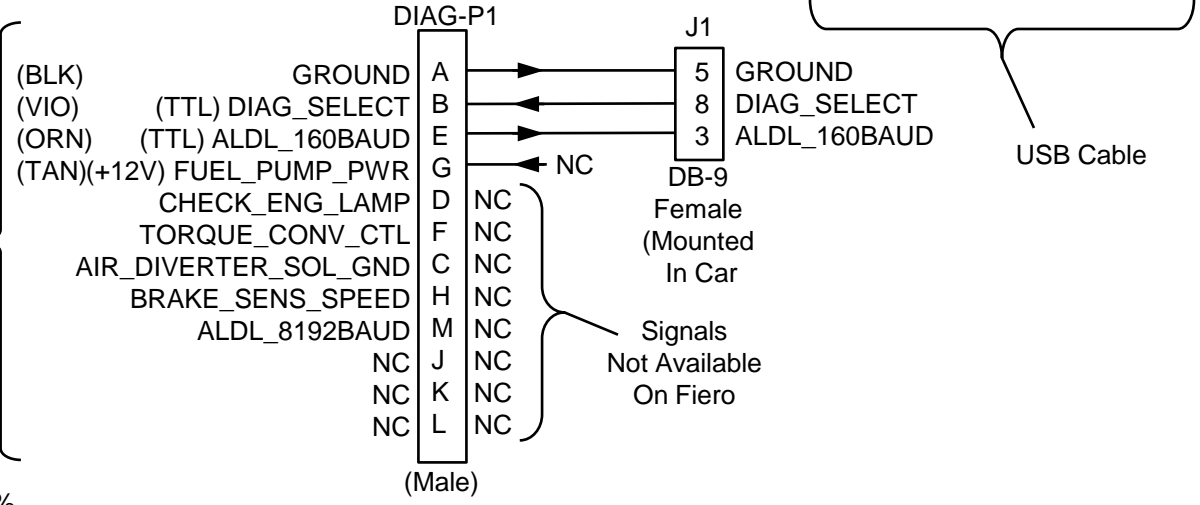 DIAG-P1
J1
(BLK) GROUND A 5 GROUND
(VIO) (TTL) DIAG_SELECT B 8 DIAG_SELECT
(ORN) (TTL) ALDL_160BAUD E 3 ALDL_160BAUD
(TAN)(+12V) FUEL_PUMP_PWR G NC
CHECK_ENG_LAMP D NC
TORQUE_CONV_CTL F NC
AIR_DIVERTER_SOL_GND C NC
BRAKE_SENS_SPEED H NC
ALDL_8192BAUD M NC
NC J NC
NC K NC
NC L NC
(Male)
DB-9
Female
(Mounted
In Car
Signals
Not Available
On Fiero
USB Cable
%